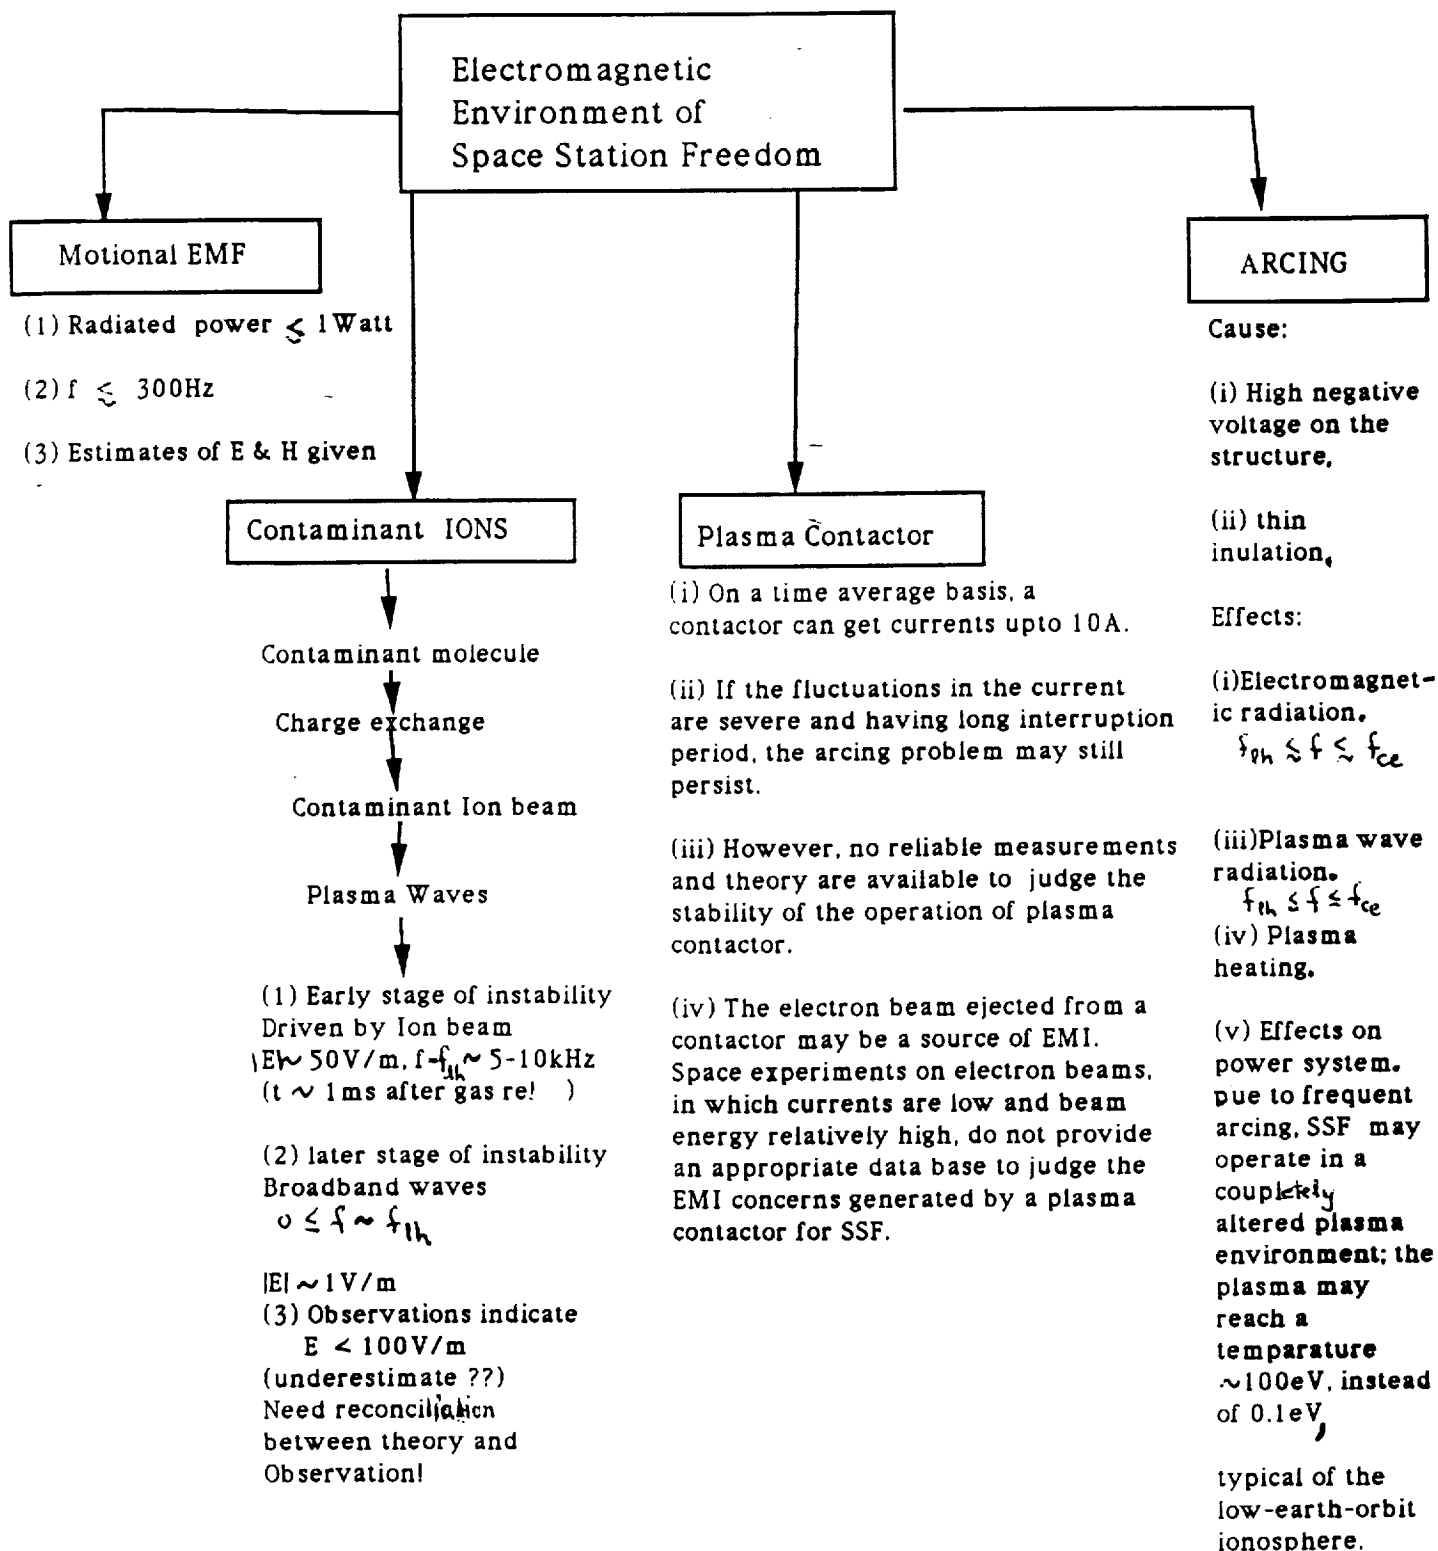 Electromagnetic
Environment of
Space Station Freedom
Motional EMF
(1) Radiated power ≲ 1Watt
(2) f ≲ 300Hz
(3) Estimates of E & H given
Contaminant IONS
Contaminant molecule
Charge exchange
Contaminant Ion beam
Plasma Waves
(1) Early stage of instability
Driven by Ion beam
|E|~ 50V/m, f-f_lh ~ 5-10kHz
(t ~ 1ms after gas )
(2) later stage of instability
Broadband waves
0 ≤ f ~ f_lh
|E| ~ 1V/m
(3) Observations indicate
E < 100V/m
(underestimate ??)
Need reconciliation
between theory and
Observation!
Plasma Contactor
(i) On a time average basis, a
contactor can get currents upto 10A.
(ii) If the fluctuations in the current
are severe and having long interruption
period, the arcing problem may still
persist.
(iii) However, no reliable measurements
and theory are available to judge the
stability of the operation of plasma
contactor.
(iv) The electron beam ejected from a
contactor may be a source of EMI.
Space experiments on electron beams,
in which currents are low and beam
energy relatively high, do not provide
an appropriate data base to judge the
EMI concerns generated by a plasma
contactor for SSF.
ARCING
Cause:
(i) High negative
voltage on the
structure,
(ii) thin
inulation,
Effects:
(i)Electromagnet-
ic radiation.
f_lh ≲ f ≲ f_ce
(iii)Plasma wave
radiation.
f_lh ≤ f ≤ f_ce
(iv) Plasma
heating.
(v) Effects on
power system.
pue to frequent
arcing, SSF may
operate in a
coupletely
altered plasma
environment; the
plasma may
reach a
temparature
~100eV, instead
of 0.1eV,
typical of the
low-earth-orbit
ionosphere.